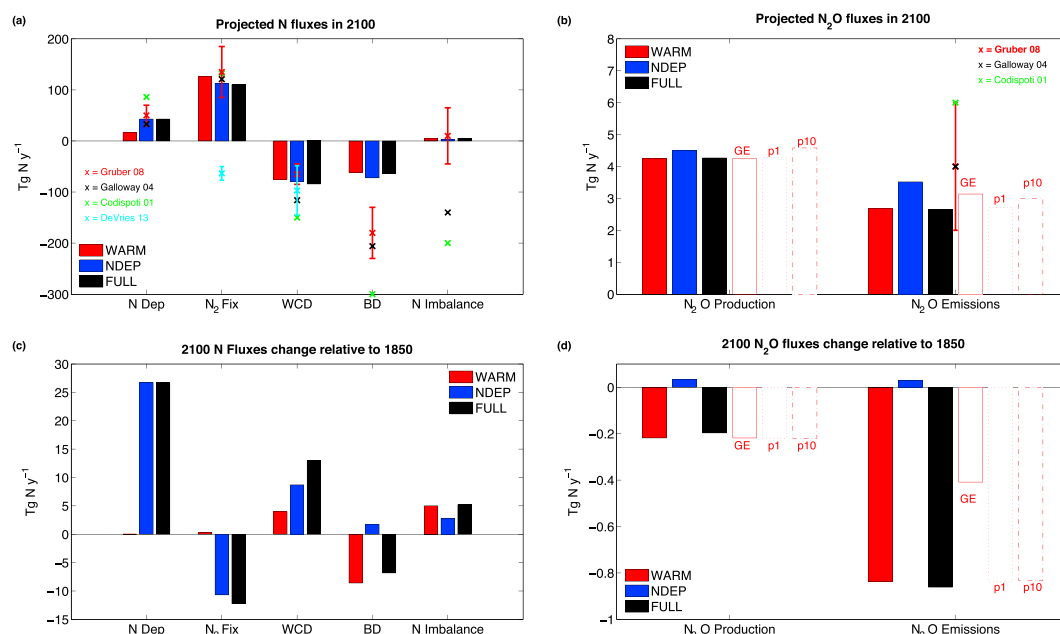 (a)
Projected N fluxes in 2100
Tg N y⁻¹
200
100
0
−100
−200
−300
x = Gruber 08
x = Galloway 04
x = Codispoti 01
x = DeVries 13
WARM
NDEP
FULL
N Dep
N₂ Fix
WCD
BD
N Imbalance
(b)
Projected N₂O fluxes in 2100
8
7
6
5
4
3
2
1
0
WARM
NDEP
FULL
x = Gruber 08
x = Galloway 04
x = Codispoti 01
GE
p1
p10
GE
p1
p10
N₂ O Production
N₂ O Emissions
(c)
2100 N Fluxes change relative to 1850
Tg N y⁻¹
30
25
20
15
10
5
0
−5
−10
−15
WARM
NDEP
FULL
N Dep
N₂ Fix
WCD
BD
N Imbalance
(d)
2100 N₂O fluxes change relative to 1850
Tg N y⁻¹
0
−0.2
−0.4
−0.6
−0.8
−1
GE
p1
p10
GE
p1
p10
WARM
NDEP
FULL
N₂ O Production
N₂ O Emissions